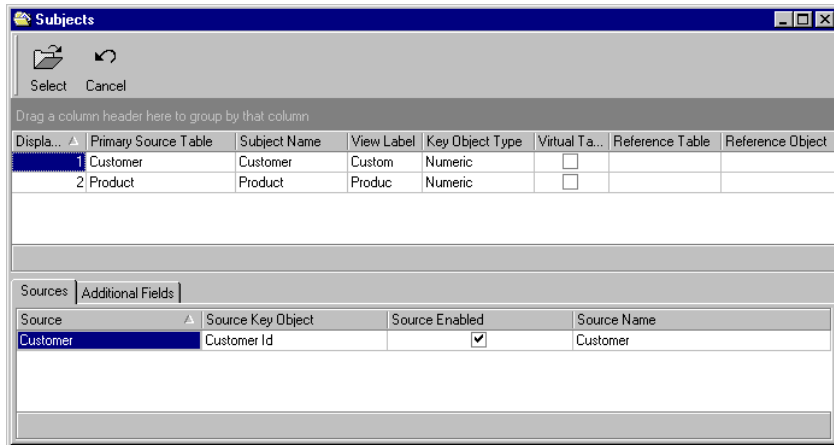 Subjects
Select Cancel
Drag a column header here to group by that column
Displa... Primary Source Table Subject Name View Label Key Object Type Virtual Ta... Reference Table Reference Object
1 Customer Customer Custom Numeric
2 Product Product Produc Numeric
Sources Additional Fields
Source Source Key Object Source Enabled Source Name
Customer Customer Id Customer